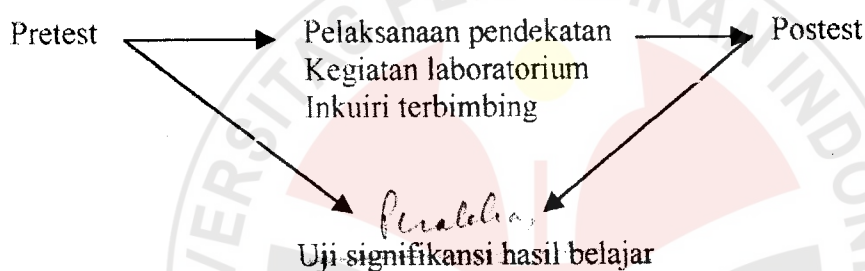 Pretest
Pelaksanaan pendekatan
Kegiatan laboratorium
Inkuiri terbimbing
Postest
Uji signifikansi hasil belajar